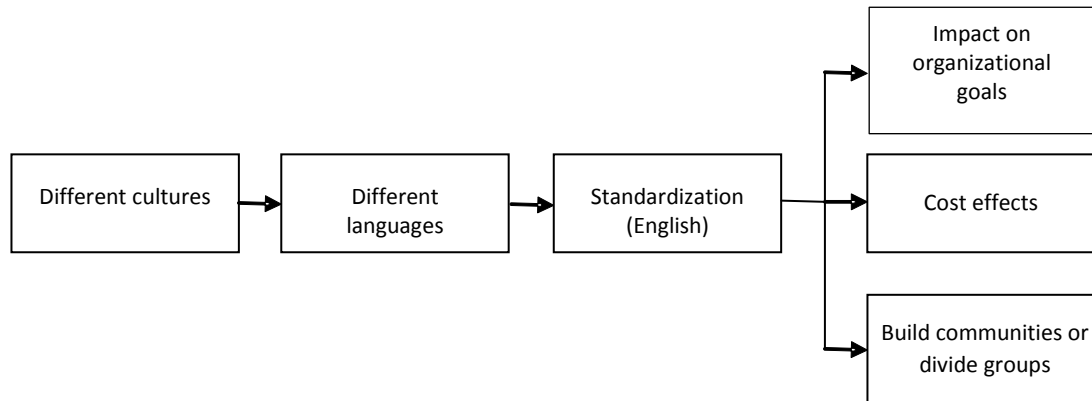 Different cultures
Different
languages
Standardization
(English)
Impact on
organizational
goals
Cost effects
Build communities or
divide groups